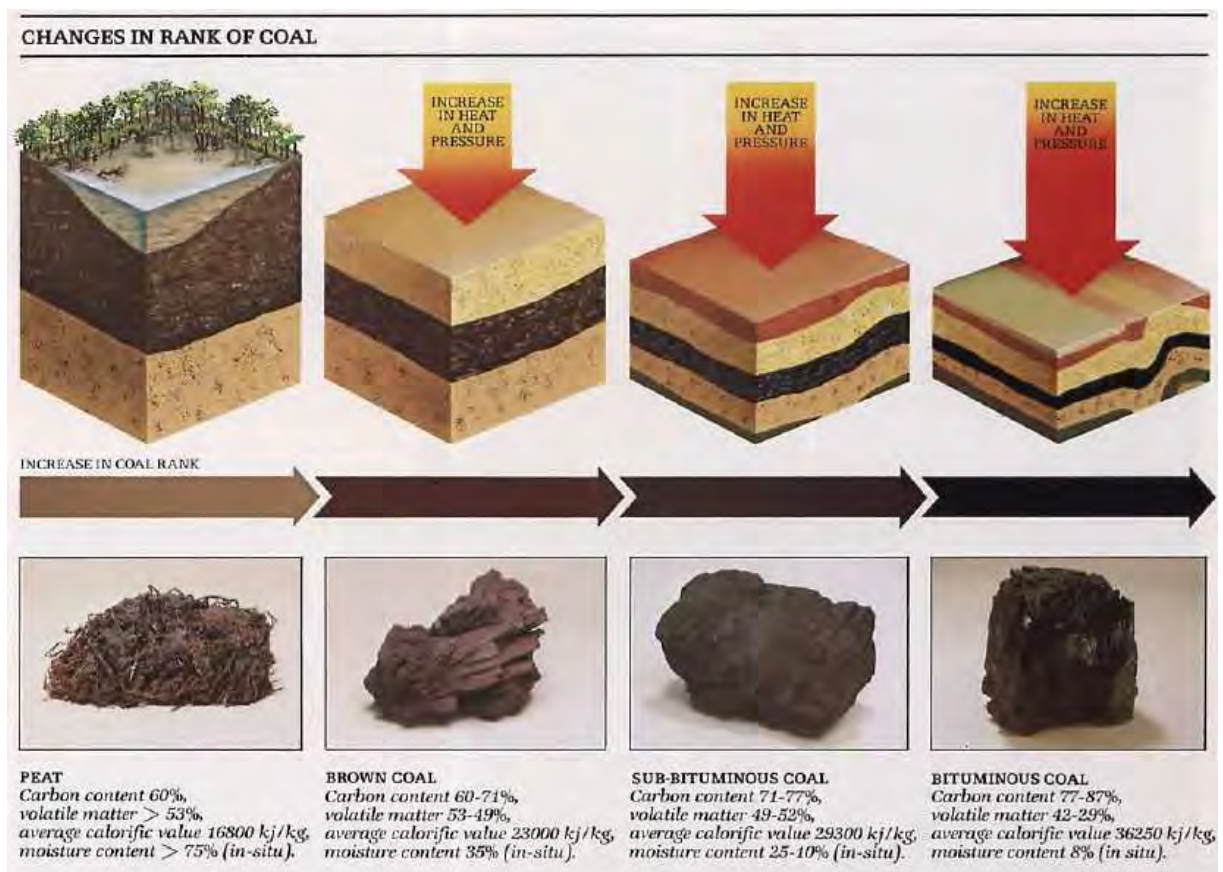 CHANGES IN RANK OF COAL
INCREASE
IN HEAT
AND
PRESSURE
INCREASE
IN HEAT
AND
PRESSURE
INCREASE
IN HEAT
AND
PRESSURE
INCREASE IN COAL RANK
PEAT
Carbon content 60%,
volatile matter > 53%,
average calorific value 16800 kj/kg,
moisture content > 75% (in-situ).
BROWN COAL
Carbon content 60-71%,
volatile matter 53-49%,
average calorific value 23000 kj/kg,
moisture content 35% (in-situ).
SUB-BITUMINOUS COAL
Carbon content 71-77%,
volatile matter 49-52%,
average calorific value 29300 kj/kg,
moisture content 25-10% (in-situ).
BITUMINOUS COAL
Carbon content 77-87%,
volatile matter 42-29%,
average calorific value 36250 kj/kg,
moisture content 8% (in situ).